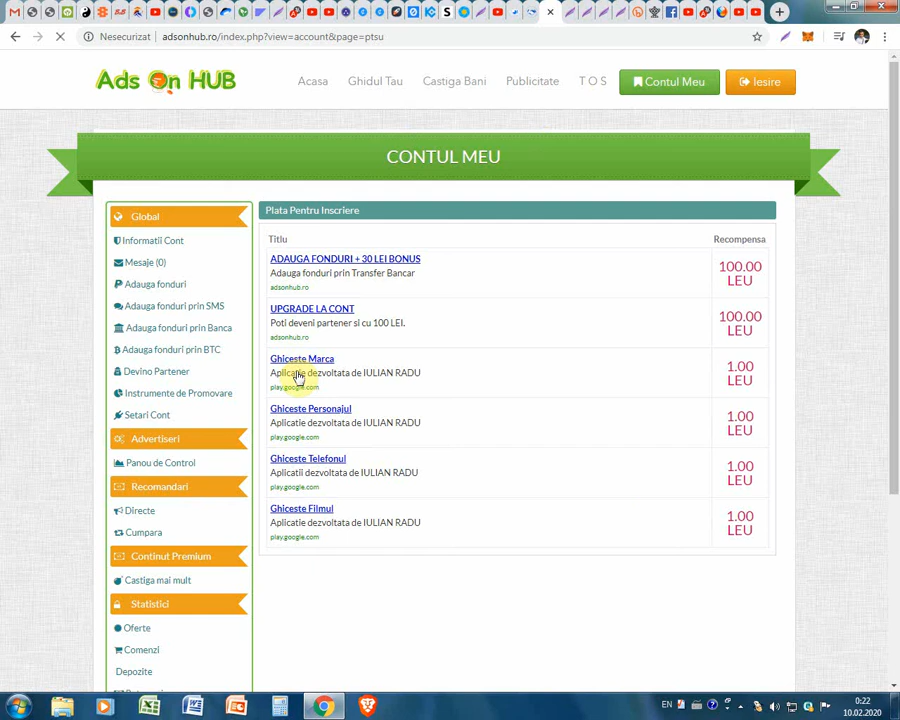 Nesecurizat
adsonhub.ro/index.php?view=account&page=ptsu
Ads On HUB
Acasa
Ghidul Tau
Castiga Bani
Publicitate
T O S
Contul Meu
Iesire
CONTUL MEU
Global
Informatii Cont
Mesaje (0)
Adauga fonduri
Adauga fonduri prin SMS
Adauga fonduri prin Banca
Adauga fonduri prin BTC
Devino Partener
Instrumente de Promovare
Setari Cont
Advertiseri
Panou de Control
Recomandari
Directe
Cumpara
Continut Premium
Castiga mai mult
Statistici
Oferte
Comenzi
Depozite
Plata Pentru Inscriere
Titlu
Recompensa
ADAUGA FONDURI + 30 LEI BONUS
Adauga fonduri prin Transfer Bancar
adsonhub.ro
100.00
LEU
UPGRADE LA CONT
Poti deveni partener si cu 100 LEI.
adsonhub.ro
100.00
LEU
Ghiceste Marca
Aplicatie dezvoltata de IULIAN RADU
play.google.com
1.00
LEU
Ghiceste Personajul
Aplicatie dezvoltata de IULIAN RADU
play.google.com
1.00
LEU
Ghiceste Telefonul
Aplicatii dezvoltata de IULIAN RADU
play.google.com
1.00
LEU
Ghiceste Filmul
Aplicatie dezvoltata de IULIAN RADU
play.google.com
1.00
LEU
EN
0:22
10.02.2020